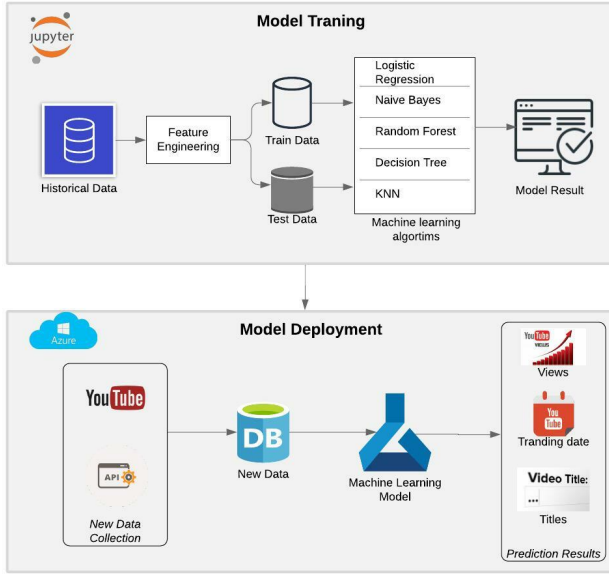 Model Traning
jupyter
Historical Data
Feature
Engineering
Train Data
Test Data
Logistic
Regression
Naive Bayes
Random Forest
Decision Tree
KNN
Machine learning
algortims
Model Result
Model Deployment
Azure
YouTube
API
New Data
Collection
DB
New Data
Machine Learning
Model
YouTube
VIEWS
Views
You
Tube
Tranding date
Video Title:
...
Titles
Prediction Results